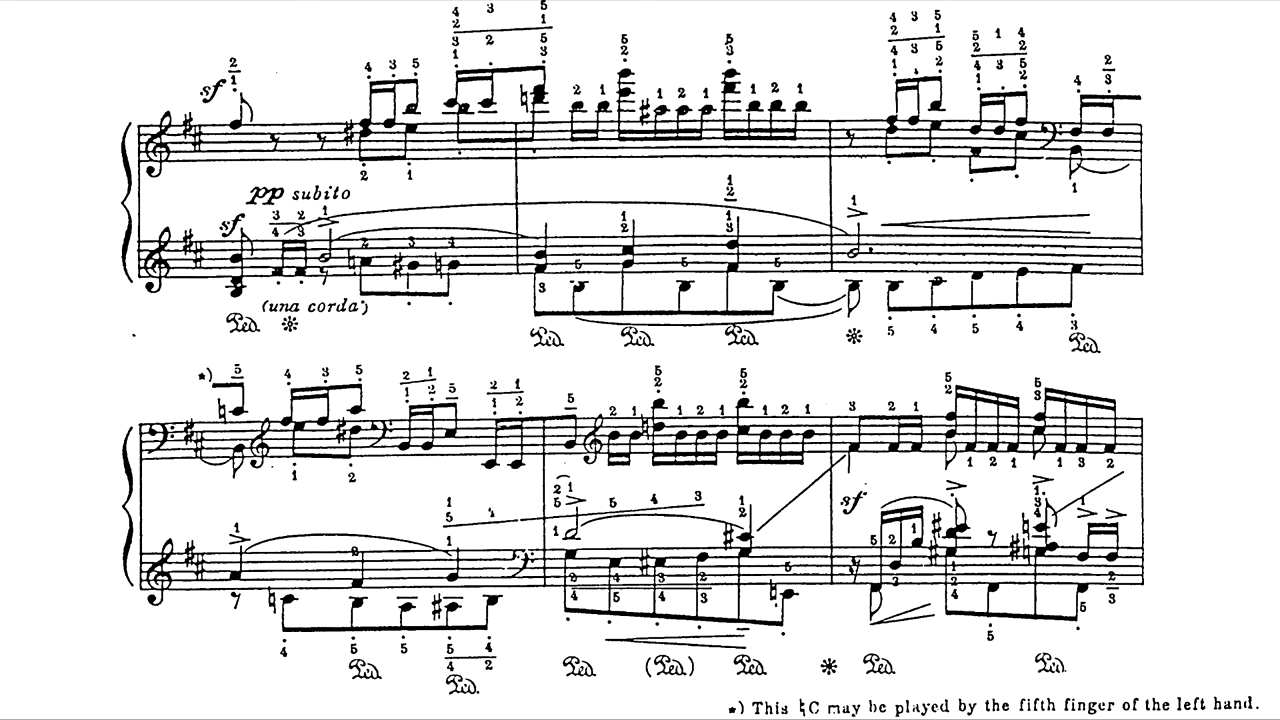 sf
pp subito
sf
(una corda)
Ped. *
Ped. Ped. Ped. * Ped.
*)
sf
Ped. Ped. Ped. (Ped.) Ped. * Ped. Ped.
*) This ♮C may be played by the fifth finger of the left hand.